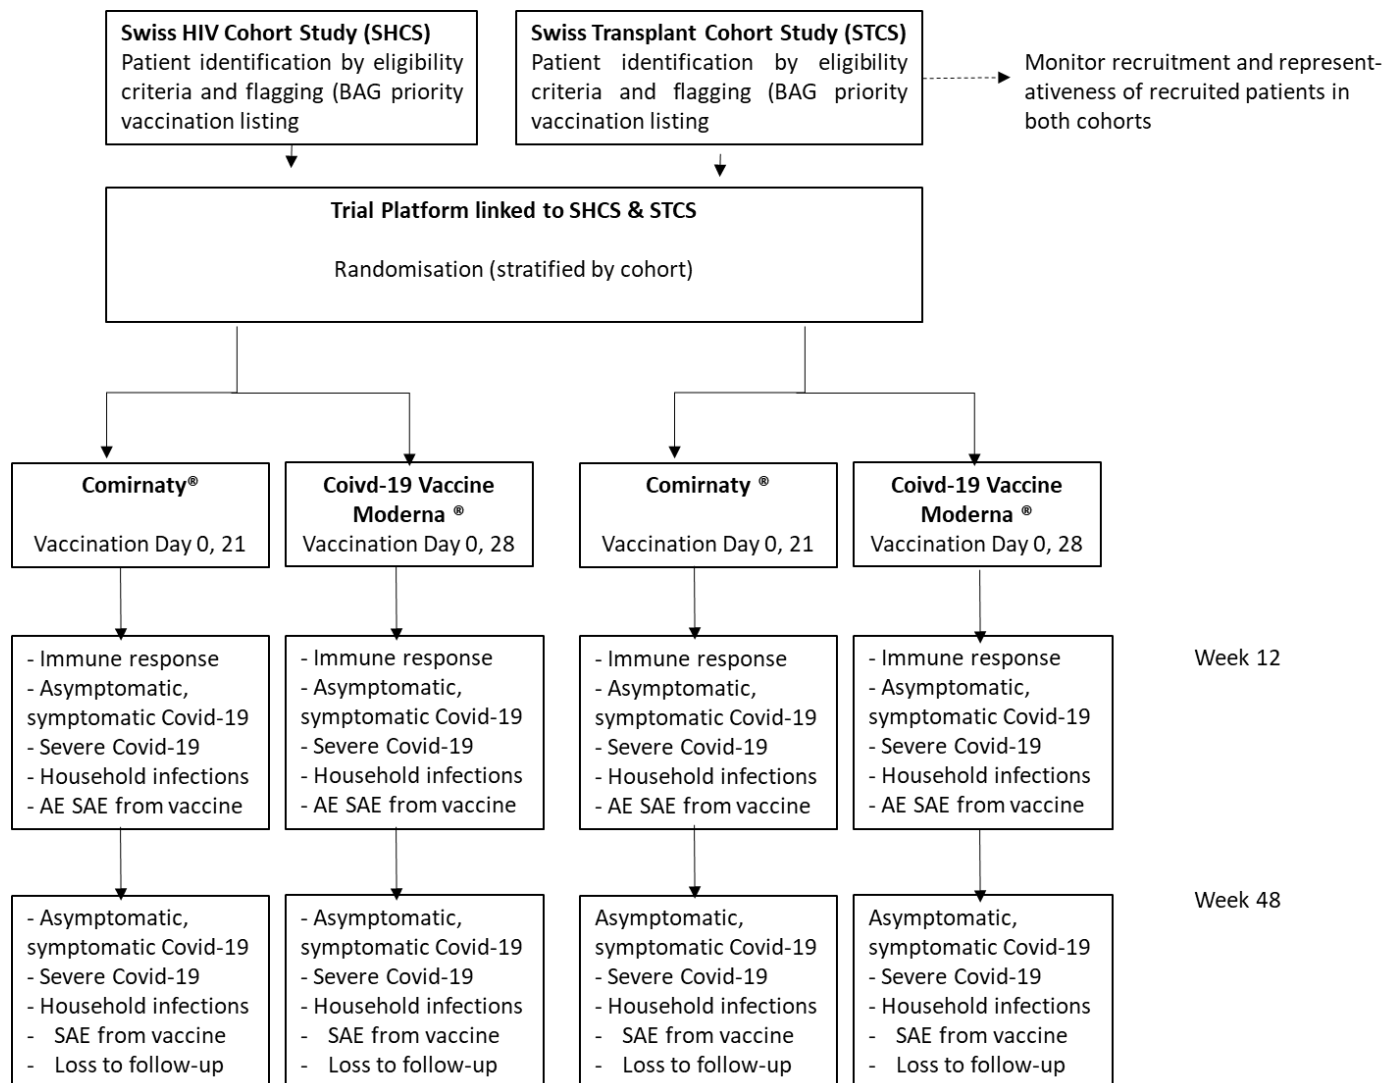 Swiss HIV Cohort Study (SHCS)
Patient identification by eligibility
criteria and flagging (BAG priority
vaccination listing
Swiss Transplant Cohort Study (STCS)
Patient identification by eligibility
criteria and flagging (BAG priority
vaccination listing
Monitor recruitment and represent-
ativeness of recruited patients in
both cohorts
Trial Platform linked to SHCS & STCS
Randomisation (stratified by cohort)
Comirnaty®
Vaccination Day 0, 21
Coivd-19 Vaccine
Moderna ®
Vaccination Day 0, 28
Comirnaty ®
Vaccination Day 0, 21
Coivd-19 Vaccine
Moderna ®
Vaccination Day 0, 28
- Immune response
- Asymptomatic,
symptomatic Covid-19
- Severe Covid-19
- Household infections
- AE SAE from vaccine
- Immune response
- Asymptomatic,
symptomatic Covid-19
- Severe Covid-19
- Household infections
- AE SAE from vaccine
- Immune response
- Asymptomatic,
symptomatic Covid-19
- Severe Covid-19
- Household infections
- AE SAE from vaccine
- Immune response
- Asymptomatic,
symptomatic Covid-19
- Severe Covid-19
- Household infections
- AE SAE from vaccine
Week 12
- Asymptomatic,
symptomatic Covid-19
- Severe Covid-19
- Household infections
- SAE from vaccine
- Loss to follow-up
- Asymptomatic,
symptomatic Covid-19
- Severe Covid-19
- Household infections
- SAE from vaccine
- Loss to follow-up
Asymptomatic,
symptomatic Covid-19
- Severe Covid-19
- Household infections
- SAE from vaccine
- Loss to follow-up
Asymptomatic,
symptomatic Covid-19
- Severe Covid-19
- Household infections
- SAE from vaccine
- Loss to follow-up
Week 48